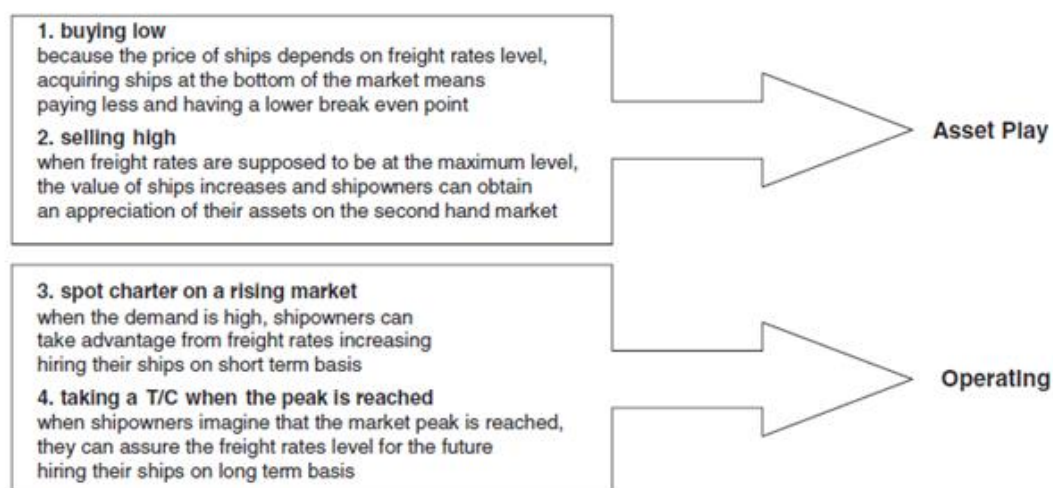 1. buying low
because the price of ships depends on freight rates level,
acquiring ships at the bottom of the market means
paying less and having a lower break even point
2. selling high
when freight rates are supposed to be at the maximum level,
the value of ships increases and shipowners can obtain
an appreciation of their assets on the second hand market
Asset Play
3. spot charter on a rising market
when the demand is high, shipowners can
take advantage from freight rates increasing
hiring their ships on short term basis
4. taking a T/C when the peak is reached
when shipowners imagine that the market peak is reached,
they can assure the freight rates level for the future
hiring their ships on long term basis
Operating